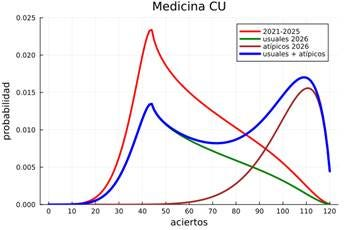 Medicina CU
0.025
0.020
0.015
0.010
0.005
0.000
probabilidad
2021-2025
usuales 2026
atípicos 2026
usuales + atípicos
0 10 20 30 40 50 60 70 80 90 100 110 120
aciertos